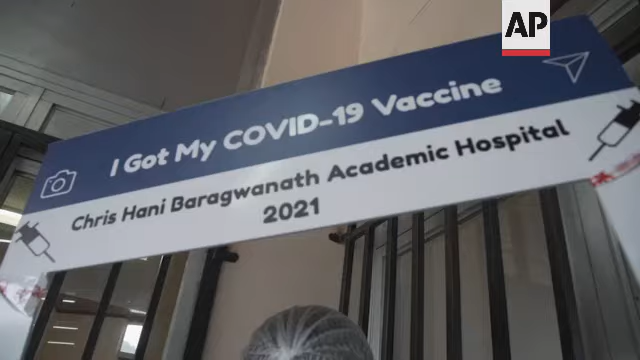 AP
I Got My COVID-19 Vaccine
Chris Hani Baragwanath Academic Hospital
2021